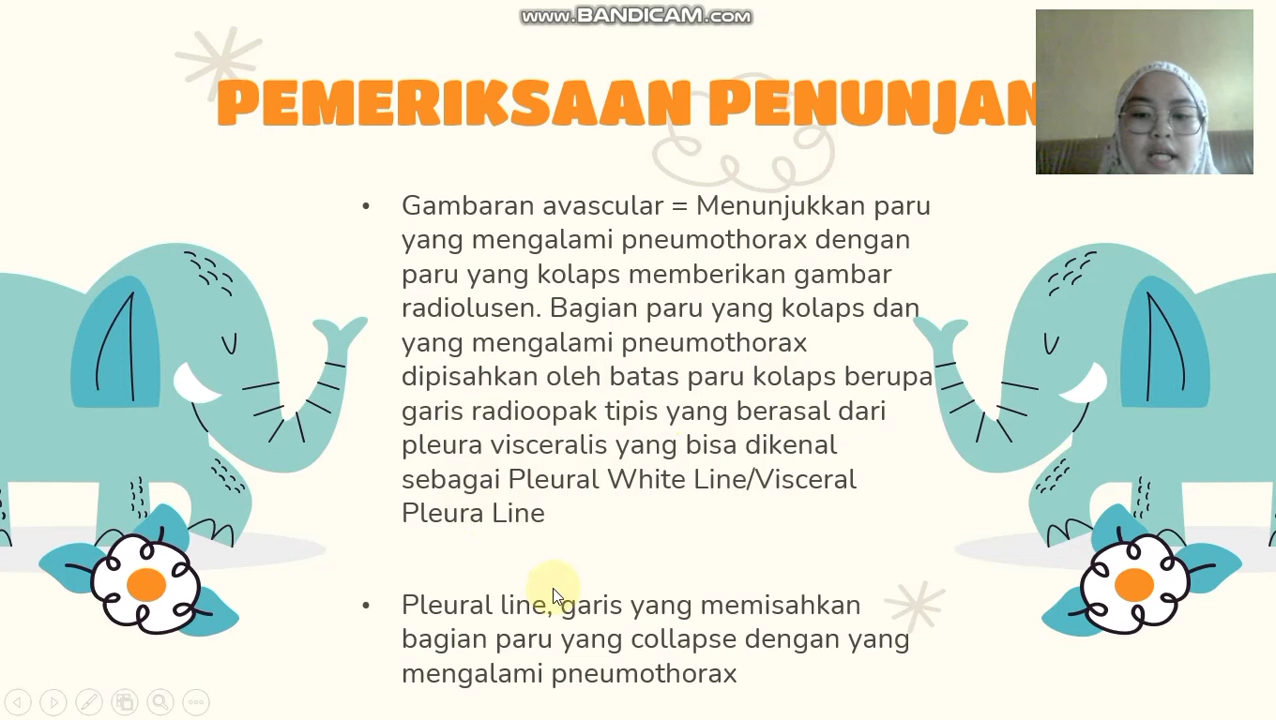 www.BANDICAM.com
PEMERIKSAAN PENUNJAN
• Gambaran avascular = Menunjukkan paru
yang mengalami pneumothorax dengan
paru yang kolaps memberikan gambar
radiolusen. Bagian paru yang kolaps dan
yang mengalami pneumothorax
dipisahkan oleh batas paru kolaps berupa
garis radioopak tipis yang berasal dari
pleura visceralis yang bisa dikenal
sebagai Pleural White Line/Visceral
Pleura Line
• Pleural line, garis yang memisahkan
bagian paru yang collapse dengan yang
mengalami pneumothorax